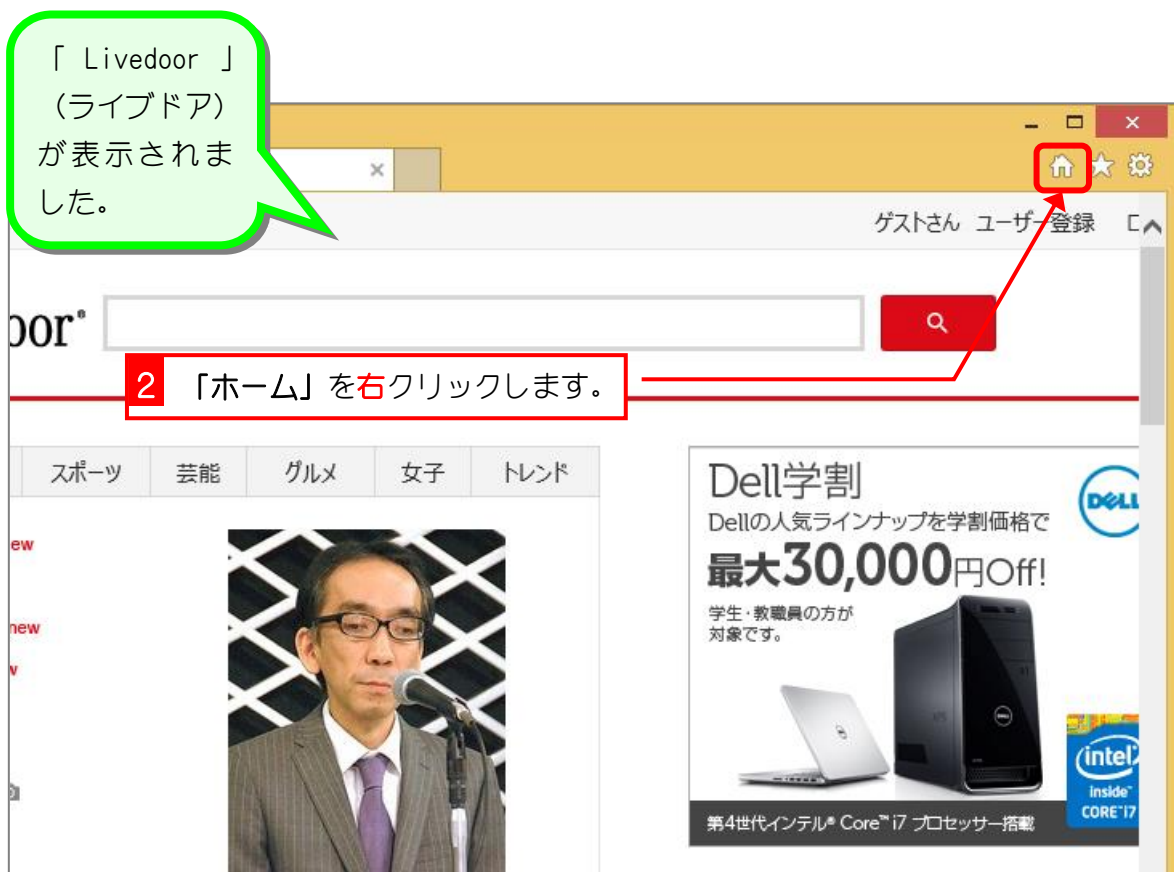 「 Livedoor 」
（ライブドア）
が表示されま
した。
ゲストさん ユーザー登録
2 「ホーム」を右クリックします。
スポーツ 芸能 グルメ 女子 トレンド
new
Dell学割
Dellの人気ラインナップを学割価格で
最大30,000円Off!
学生・教職員の方が
対象です。
DELL
intel
inside™
CORE™i7
第4世代インテル® Core™ i7 プロセッサー搭載